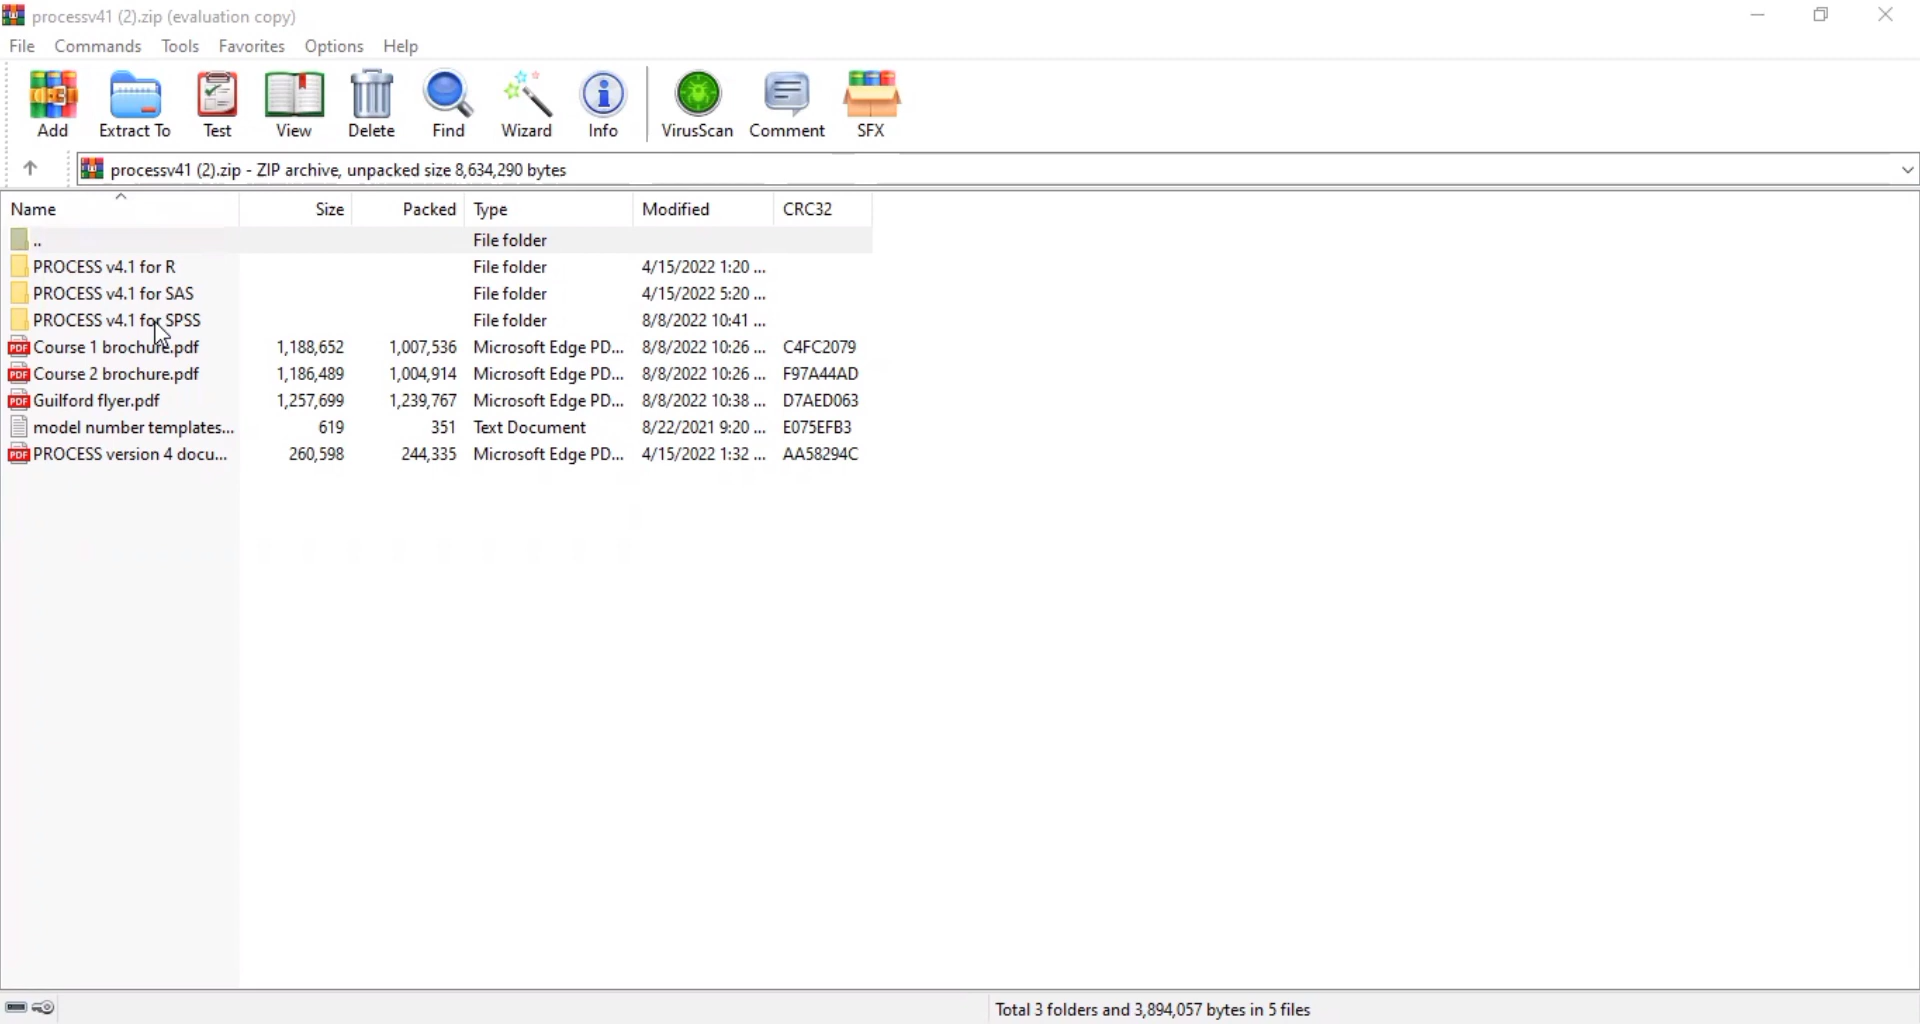 processv41 (2).zip (evaluation copy)
File Commands Tools Favorites Options Help
Add Extract To Test View Delete Find Wizard Info VirusScan Comment SFX
processv41 (2).zip - ZIP archive, unpacked size 8,634,290 bytes
Name Size Packed Type Modified CRC32
.. File folder
PROCESS v4.1 for R File folder 4/15/2022 1:20 ...
PROCESS v4.1 for SAS File folder 4/15/2022 5:20 ...
PROCESS v4.1 for SPSS File folder 8/8/2022 10:41 ...
PDF Course 1 brochure.pdf 1,188,652 1,007,536 Microsoft Edge PD... 8/8/2022 10:26 ... C4FC2079
PDF Course 2 brochure.pdf 1,186,489 1,004,914 Microsoft Edge PD... 8/8/2022 10:26 ... F97A44AD
PDF Guilford flyer.pdf 1,257,699 1,239,767 Microsoft Edge PD... 8/8/2022 10:38 ... D7AED063
model number templates... 619 351 Text Document 8/22/2021 9:20 ... E075EFB3
PDF PROCESS version 4 docu... 260,598 244,335 Microsoft Edge PD... 4/15/2022 1:32 ... AA58294C
Total 3 folders and 3,894,057 bytes in 5 files